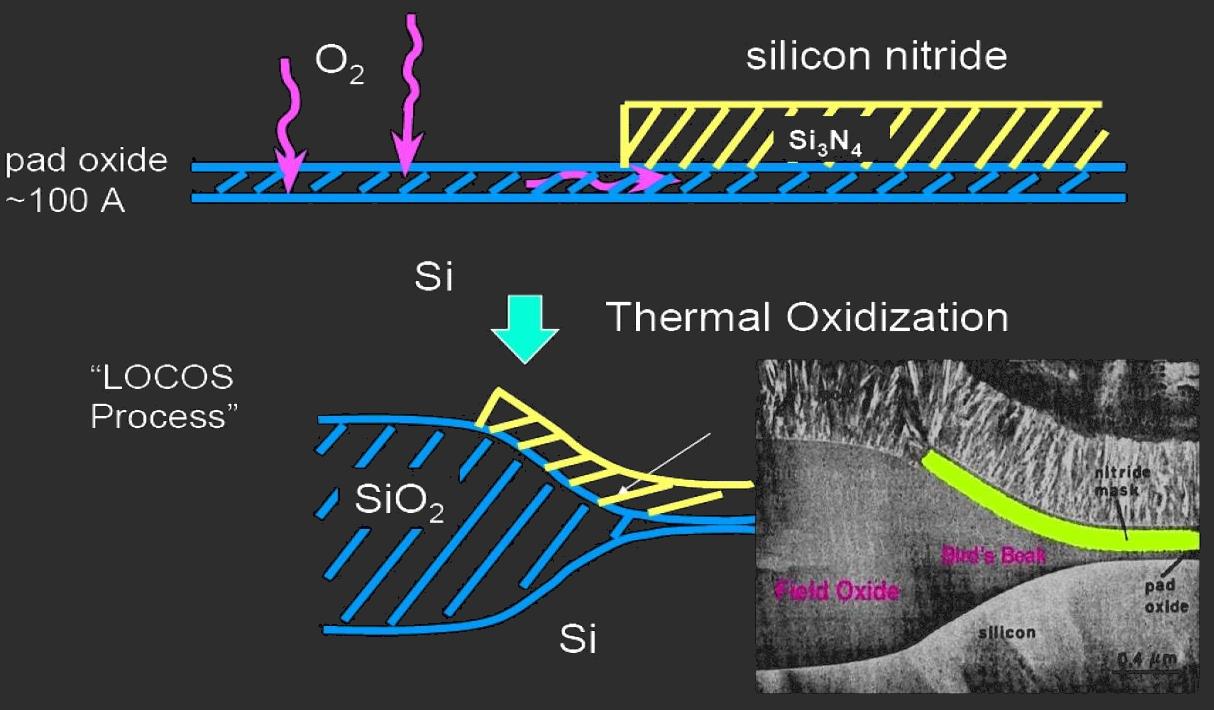 O₂
silicon nitride
Si₃N₄
pad oxide
~100 A
Si
Thermal Oxidization
“LOCOS
Process”
SiO₂
Si
nitride
mask
Bird's Beak
Field Oxide
pad
oxide
silicon
0.4 µm